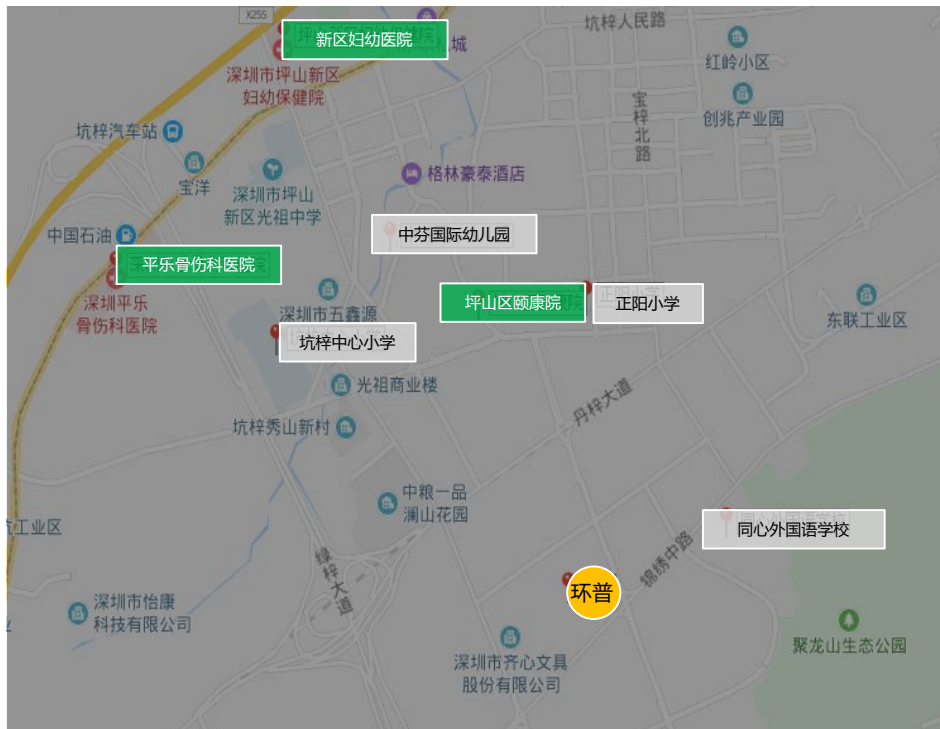 X255
新区妇幼医院
城
坑梓人民路
红岭小区
深圳市坪山新区
妇幼保健院
创兆产业园
宝梓北路
坑梓汽车站
宝洋
格林豪泰酒店
深圳市坪山
新区光祖中学
中国石油
中芬国际幼儿园
平乐骨伤科医院
深圳平乐
骨伤科医院
坪山区颐康院
正阳小学
正阳小学
深圳市五鑫源
东联工业区
坑梓中心小学
光祖商业楼
丹梓大道
坑梓秀山新村
中粮一品
澜山花园
坑工业区
同心外国语学校
绿梓大道
锦绣中路
环普
深圳市怡康
科技有限公司
聚龙山生态公园
深圳市齐心文具
股份有限公司